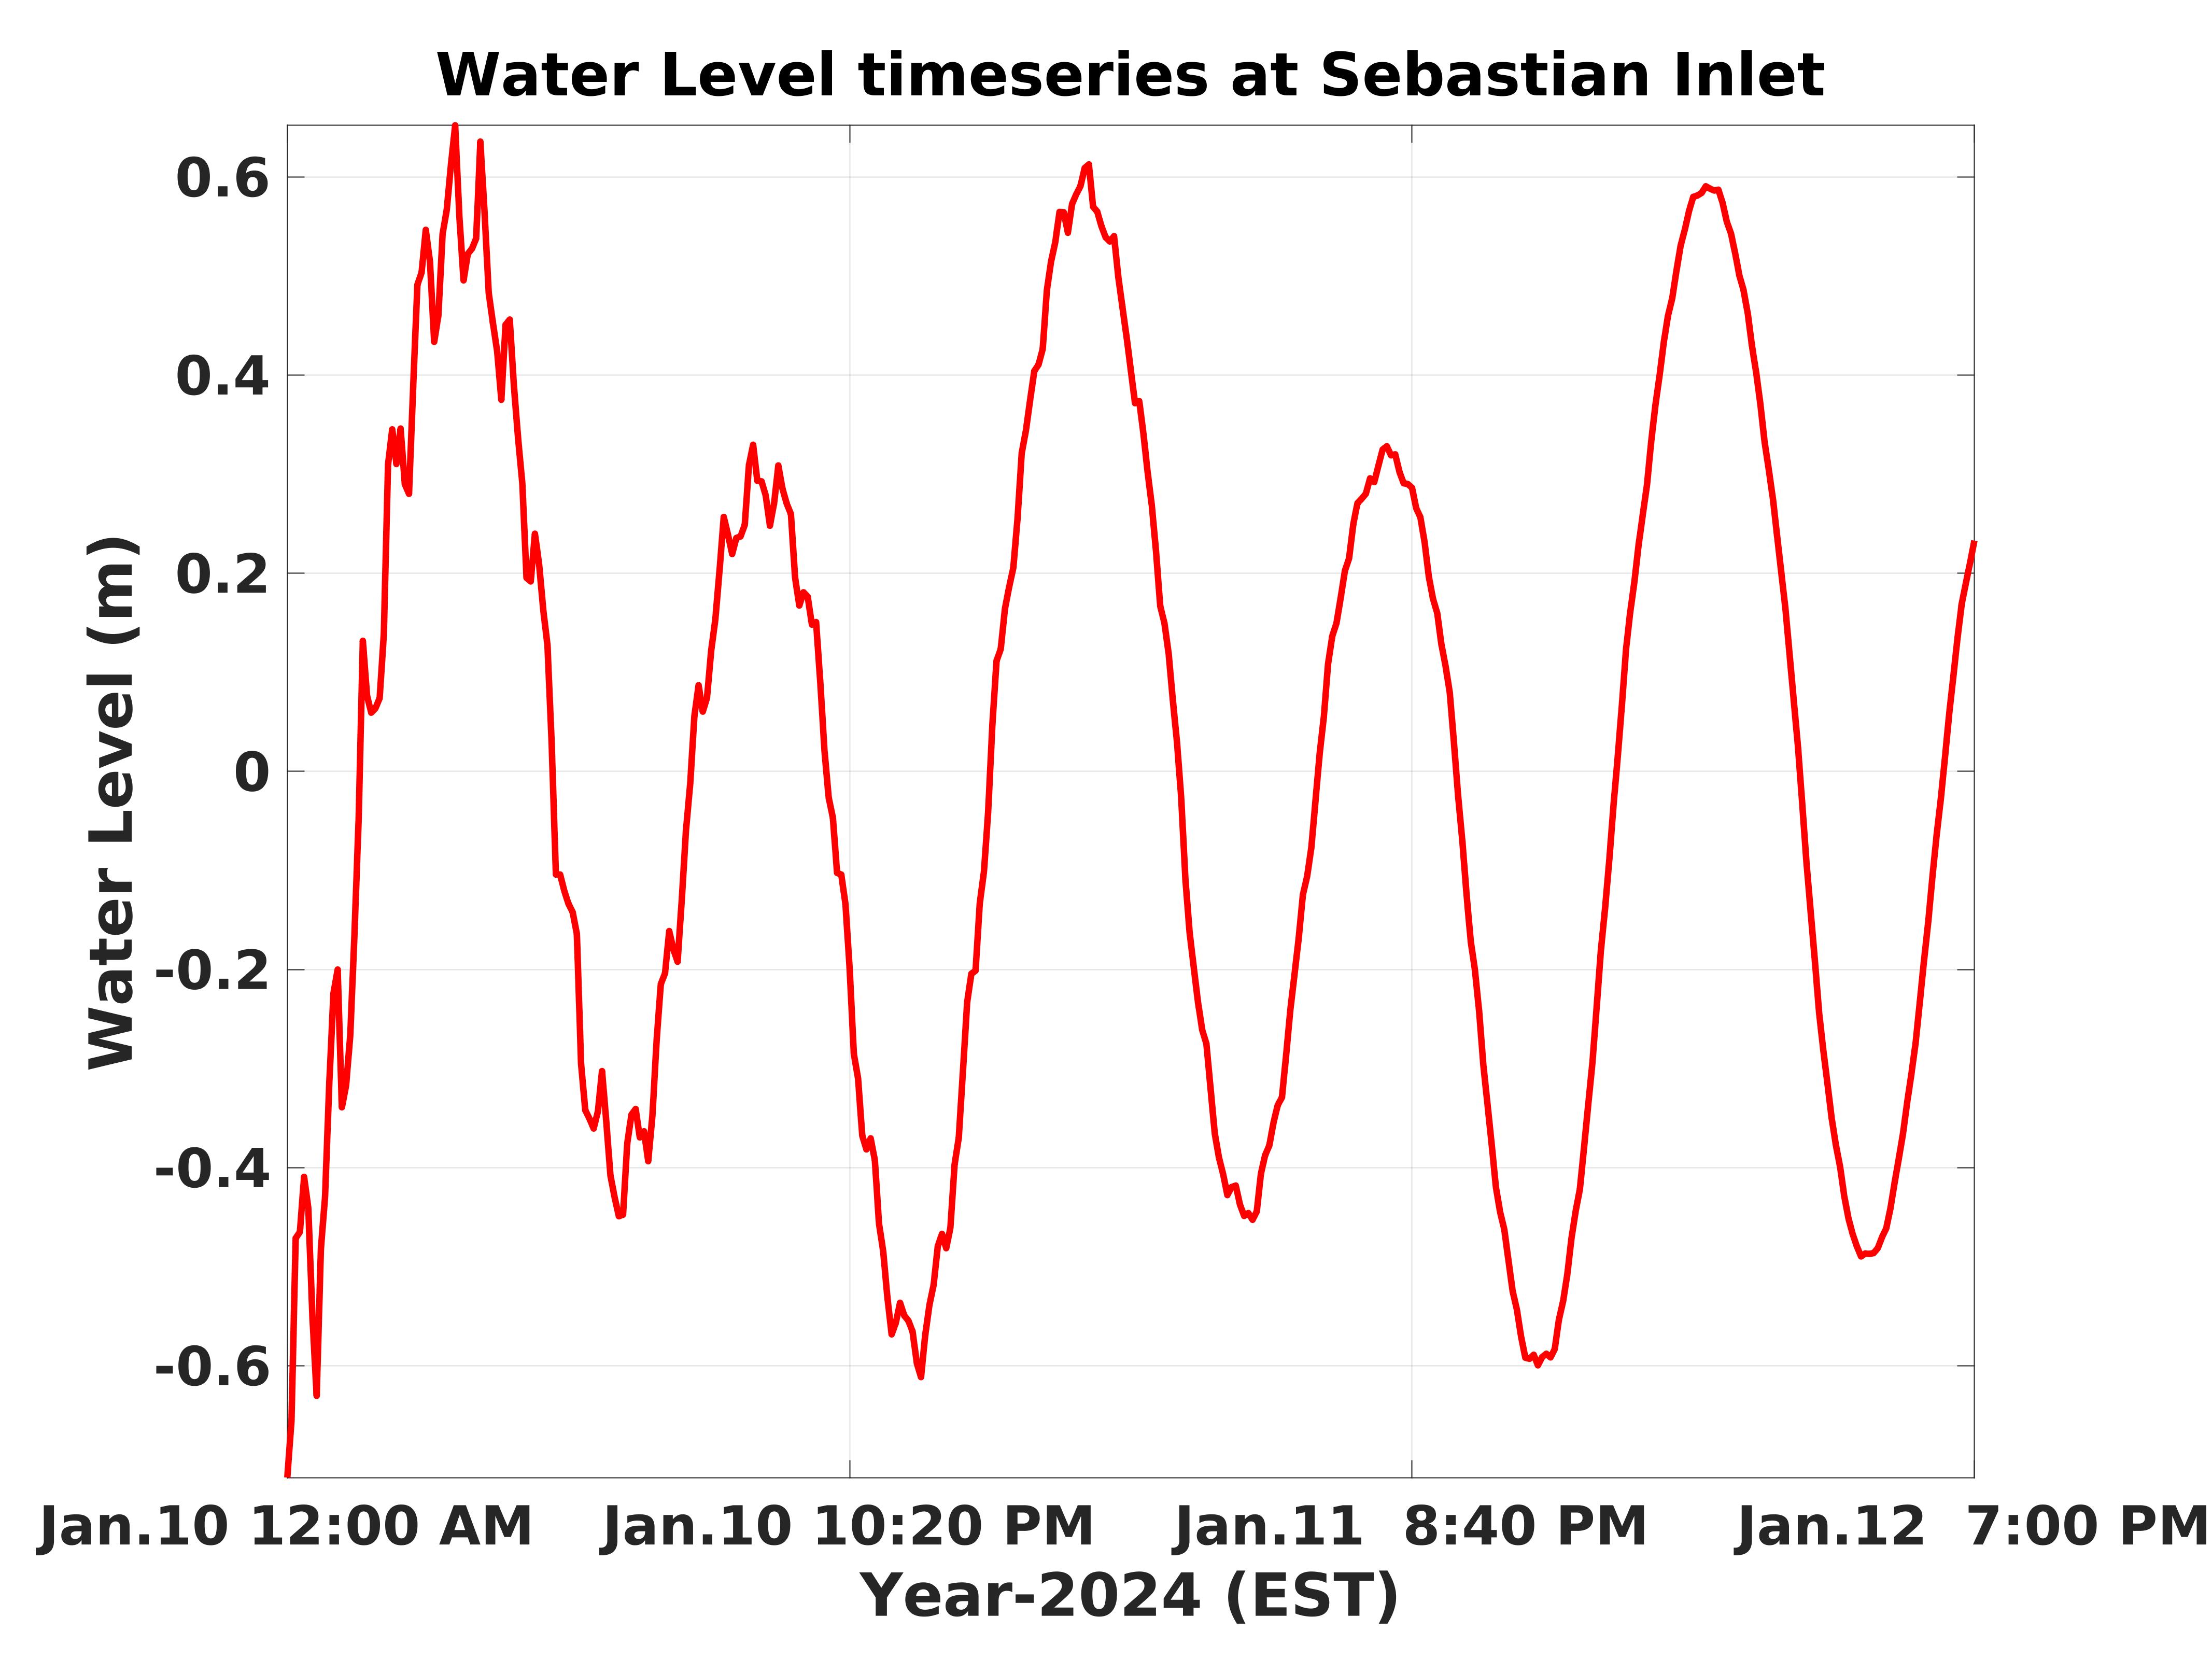 Water Level timeseries at Sebastian Inlet
0.6
0.4
0.2
0
-0.2
-0.4
-0.6
Water Level (m)
Jan.10 12:00 AM Jan.10 10:20 PM Jan.11 8:40 PM Jan.12 7:00 PM
Year-2024 (EST)